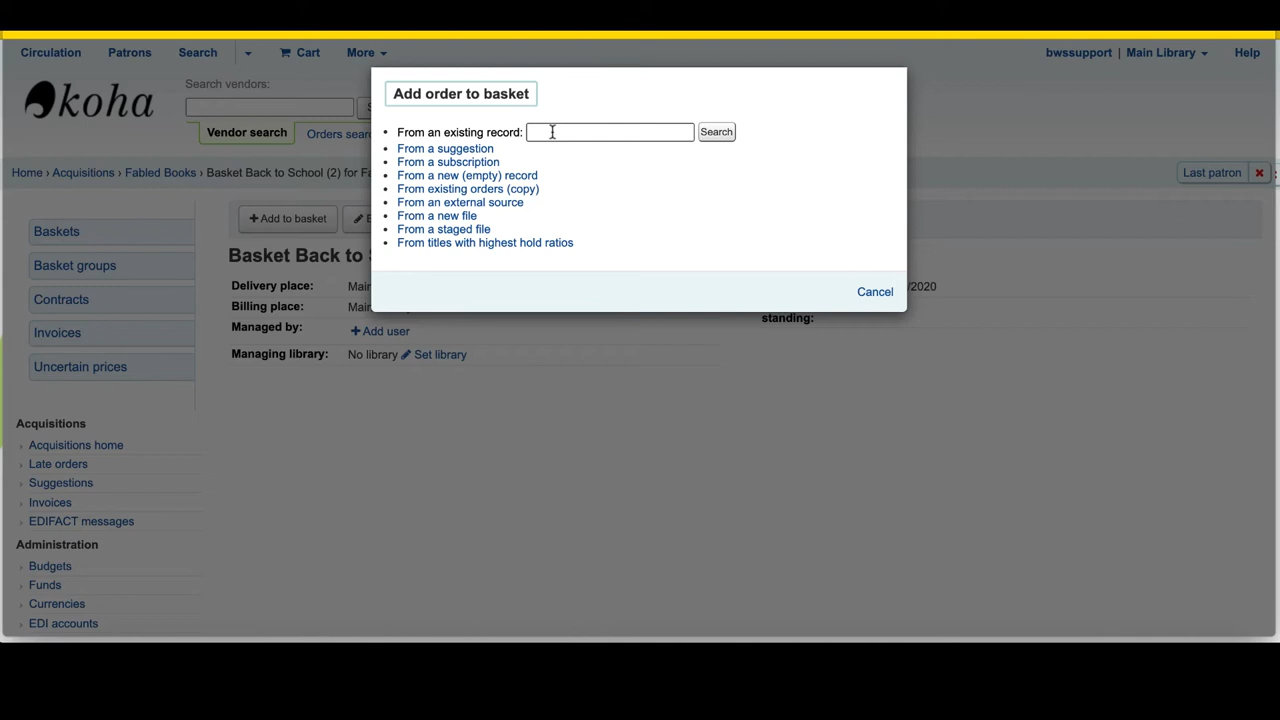 Circulation Patrons Search Cart More bwssupport Main Library Help
koha
Search vendors:
Vendor search Orders sear
Home › Acquisitions › Fabled Books › Basket Back to School (2) for Fa Last patron
Add order to basket
From an existing record: Search
From a suggestion
From a subscription
From a new (empty) record
From existing orders (copy)
From an external source
From a new file
From a staged file
From titles with highest hold ratios
Cancel
Baskets
Basket groups
Contracts
Invoices
Uncertain prices
Add to basket
Basket Back to S
Delivery place: Main /2020
Billing place: Main
standing:
Managed by: Add user
Managing library: No library Set library
Acquisitions
Acquisitions home
Late orders
Suggestions
Invoices
EDIFACT messages
Administration
Budgets
Funds
Currencies
EDI accounts